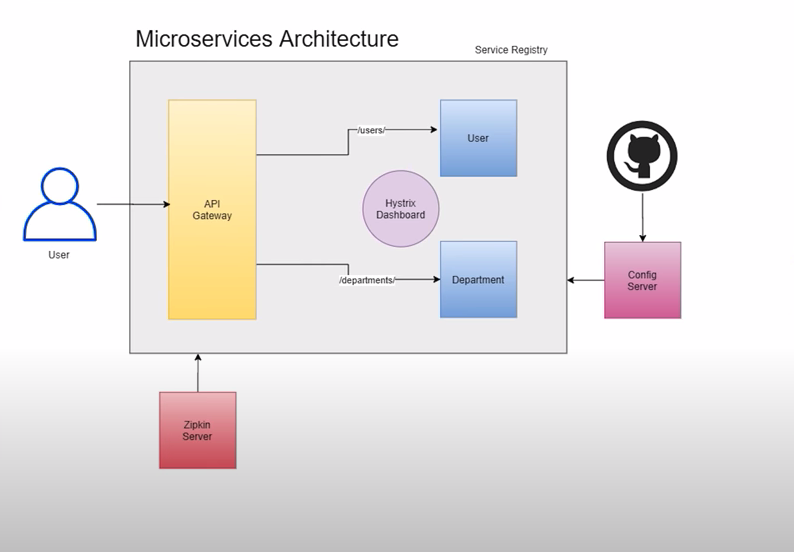 Microservices Architecture
Service Registry
/users/
User
API
Gateway
Hystrix
Dashboard
User
/departments/
Department
Config
Server
Zipkin
Server